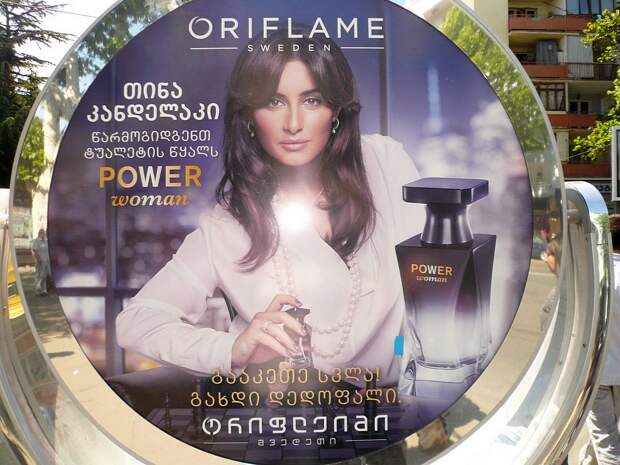 ORIFLAME
SWEDEN
თინა
კანდელაკი
წარმოგიდგენთ
ტუალეტის წყალს
POWER
woman
POWER
woman
გააკეთე სვლა!
გახდი დედოფალი.
ორიფლეიმი
შვედეთი